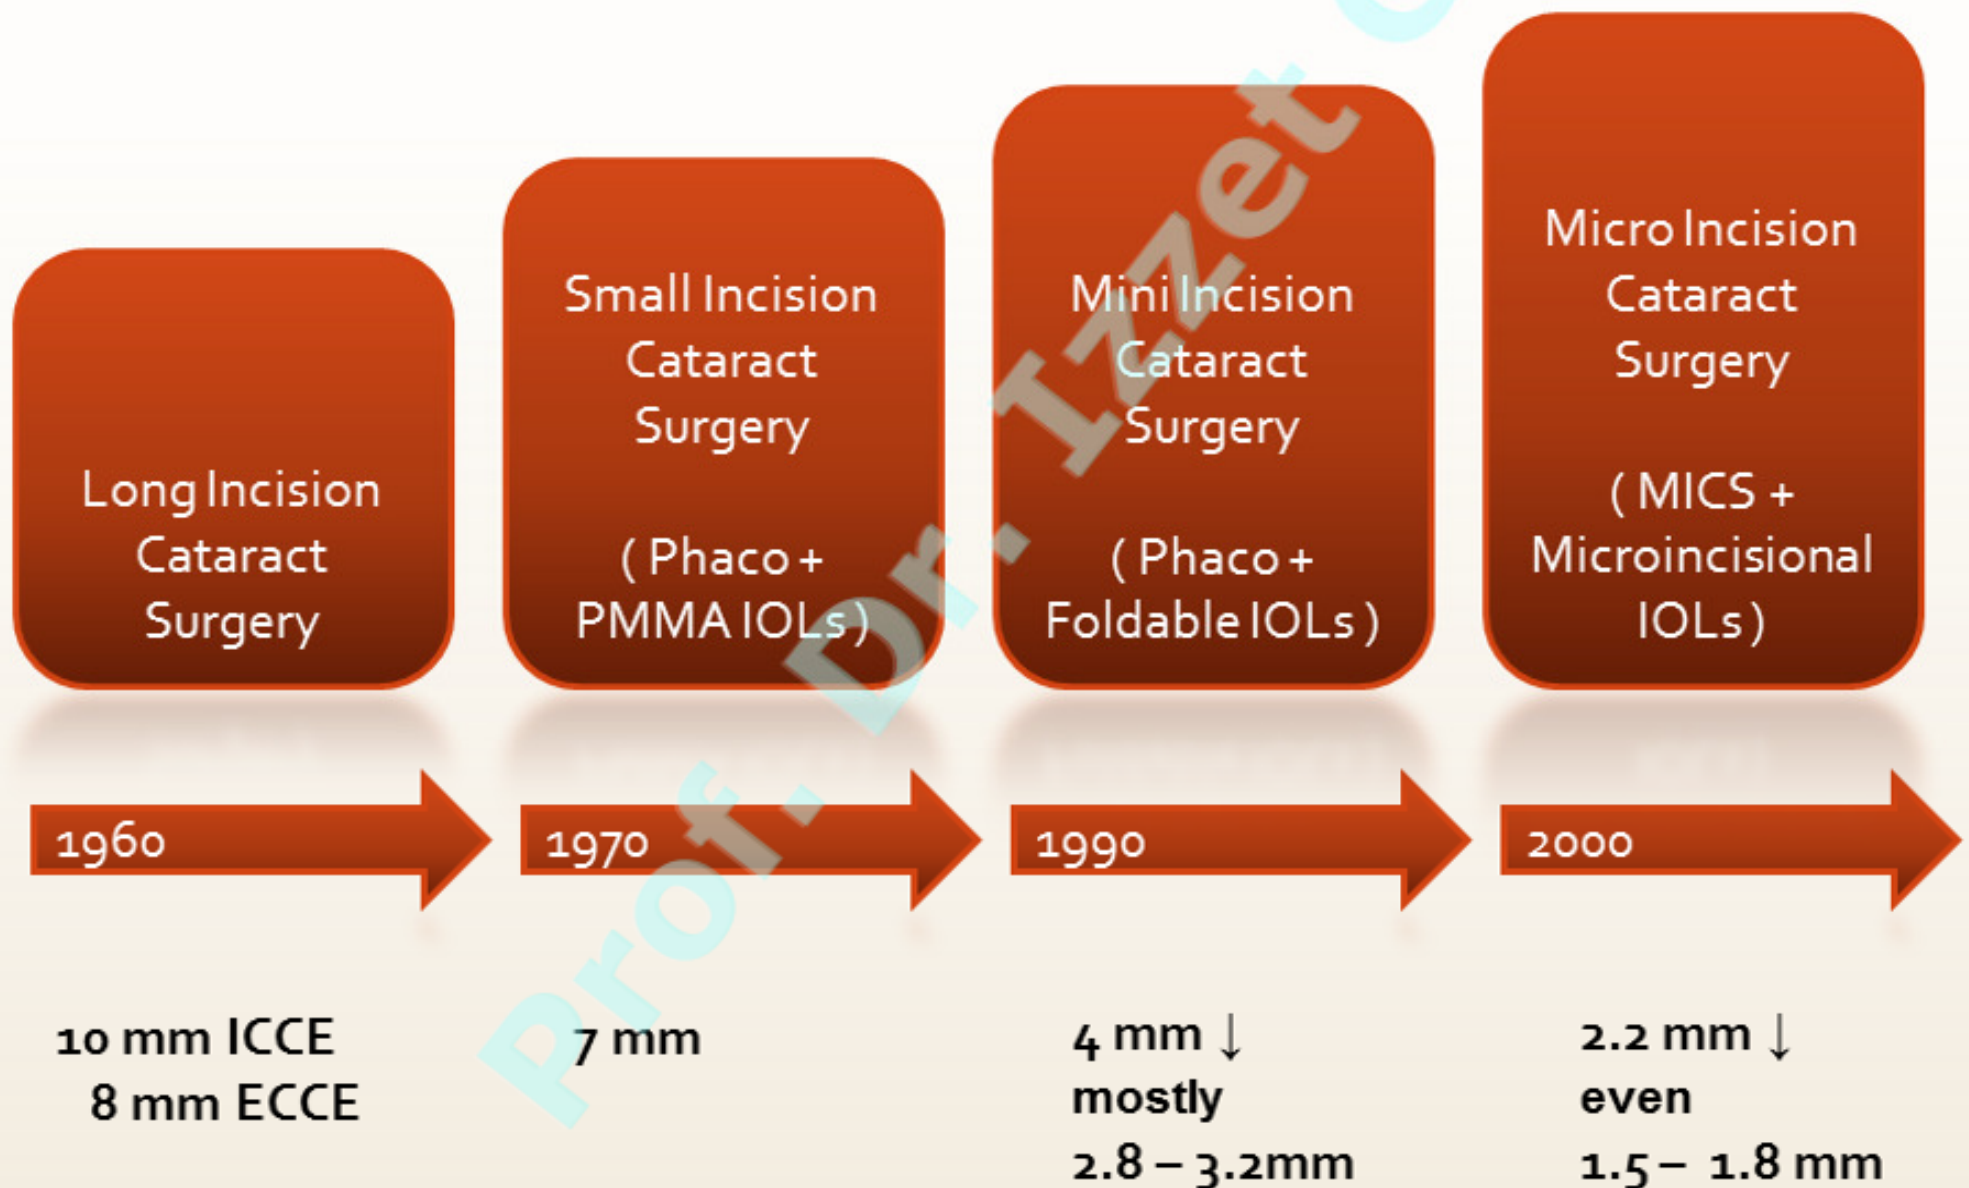 Long Incision
Cataract
Surgery
Small Incision
Cataract
Surgery
( Phaco +
PMMA IOLs )
Mini Incision
Cataract
Surgery
( Phaco +
Foldable IOLs )
Micro Incision
Cataract
Surgery
( MICS +
Microincisional
IOLs )
1960
1970
1990
2000
10 mm ICCE
8 mm ECCE
7 mm
4 mm ↓
mostly
2.8 – 3.2mm
2.2 mm ↓
even
1.5 – 1.8 mm
Prof. Dr. Izzet